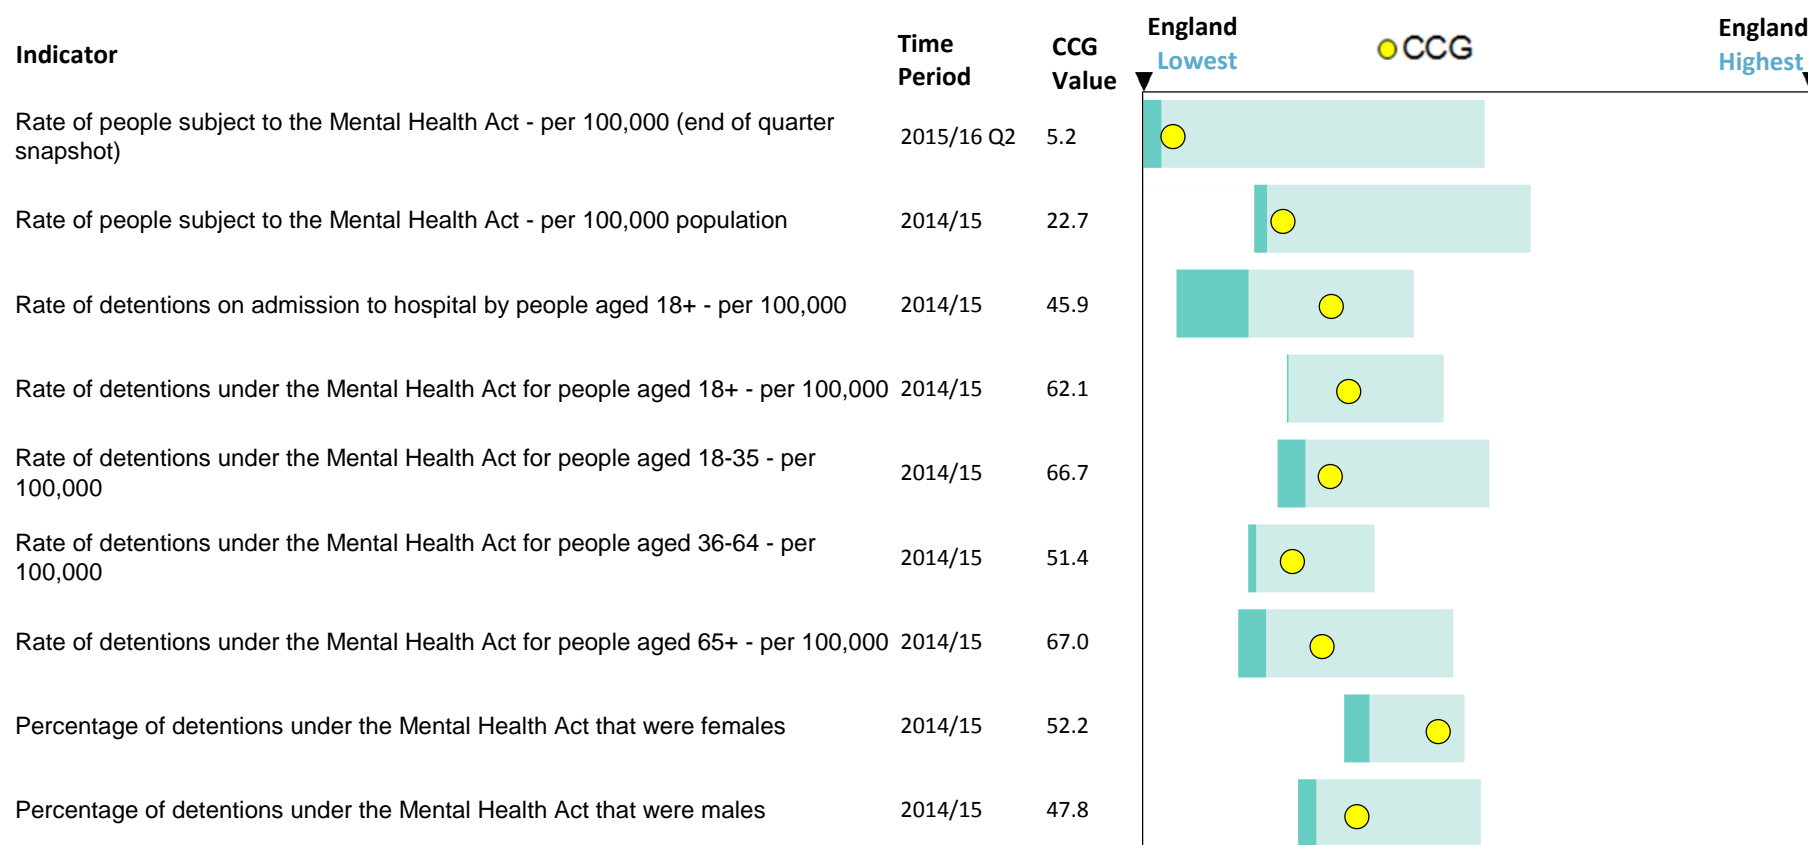 Indicator
Time Period
CCG Value
England Lowest
CCG
England Highest
Rate of people subject to the Mental Health Act - per 100,000 (end of quarter
snapshot)
2015/16 Q2
5.2
Rate of people subject to the Mental Health Act - per 100,000 population
2014/15
22.7
Rate of detentions on admission to hospital by people aged 18+ - per 100,000
2014/15
45.9
Rate of detentions under the Mental Health Act for people aged 18+ - per 100,000
2014/15
62.1
Rate of detentions under the Mental Health Act for people aged 18-35 - per
100,000
2014/15
66.7
Rate of detentions under the Mental Health Act for people aged 36-64 - per
100,000
2014/15
51.4
Rate of detentions under the Mental Health Act for people aged 65+ - per 100,000
2014/15
67.0
Percentage of detentions under the Mental Health Act that were females
2014/15
52.2
Percentage of detentions under the Mental Health Act that were males
2014/15
47.8